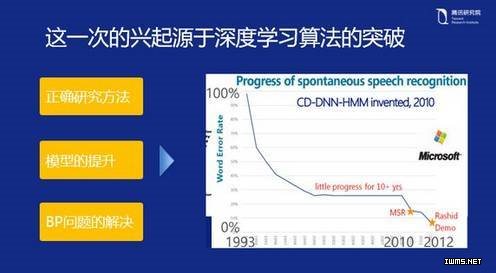 腾讯研究院
Tencent Research Institute
这一次的兴起源于深度学习算法的突破
正确研究方法
模型的提升
BP问题的解决
Progress of spontaneous speech recognition
100%
CD-DNN-HMM invented, 2010
Word Error Rate
Microsoft
little progress for 10+ yrs
MSR
Rashid
Demo
0%
1993
2010
2012
IWMS.NET